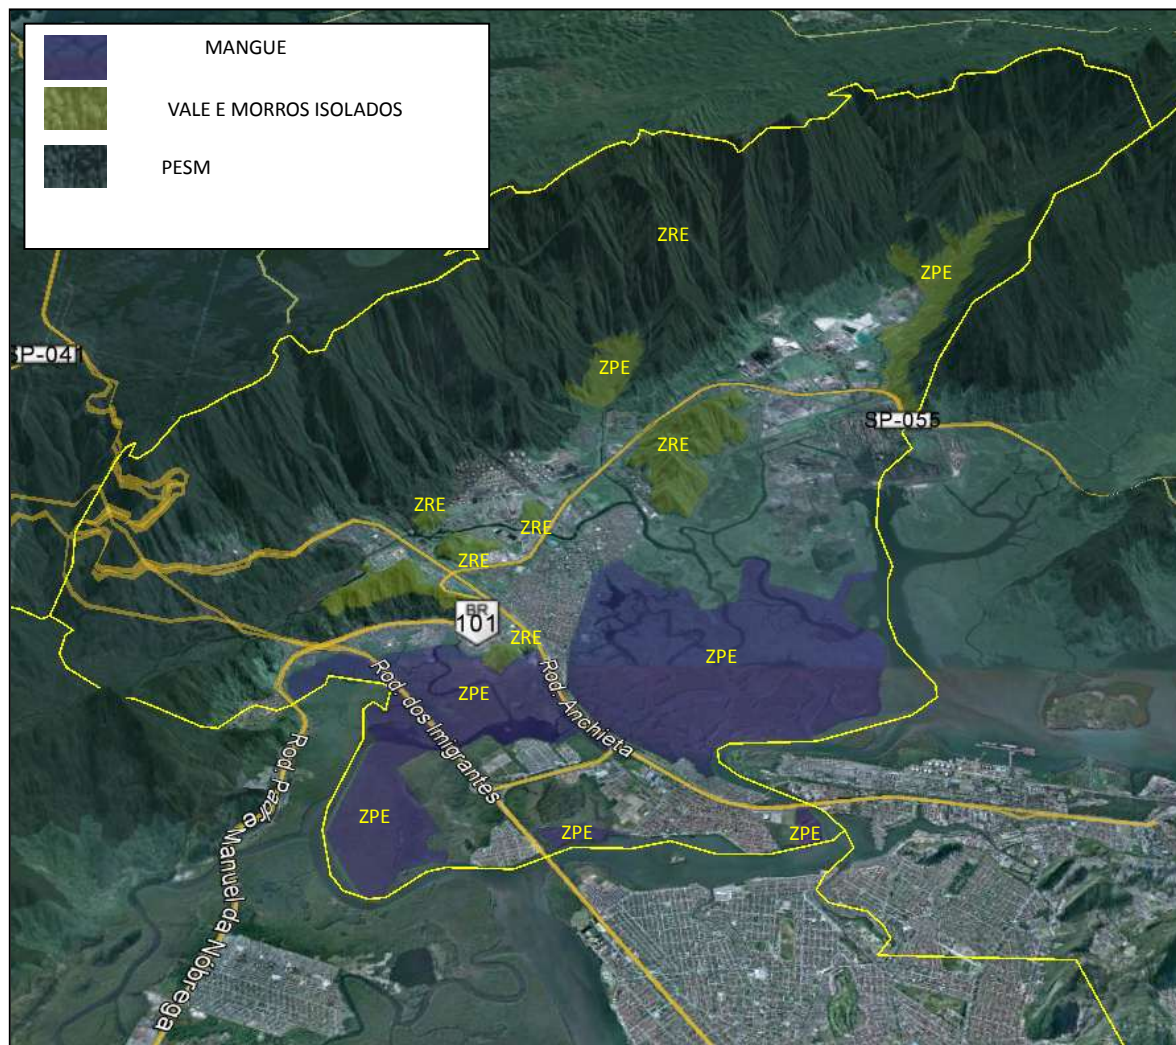 MANGUE
VALE E MORROS ISOLADOS
PESM
ZRE
ZPE
SP-041
ZPE
SP-055
ZRE
ZRE
ZRE
ZRE
BR
101
ZRE
ZPE
ZPE
Rod. dos Imigrantes
Rod. Anchieta
Rod. Padre Manuel da Nóbrega
ZPE
ZPE
ZPE